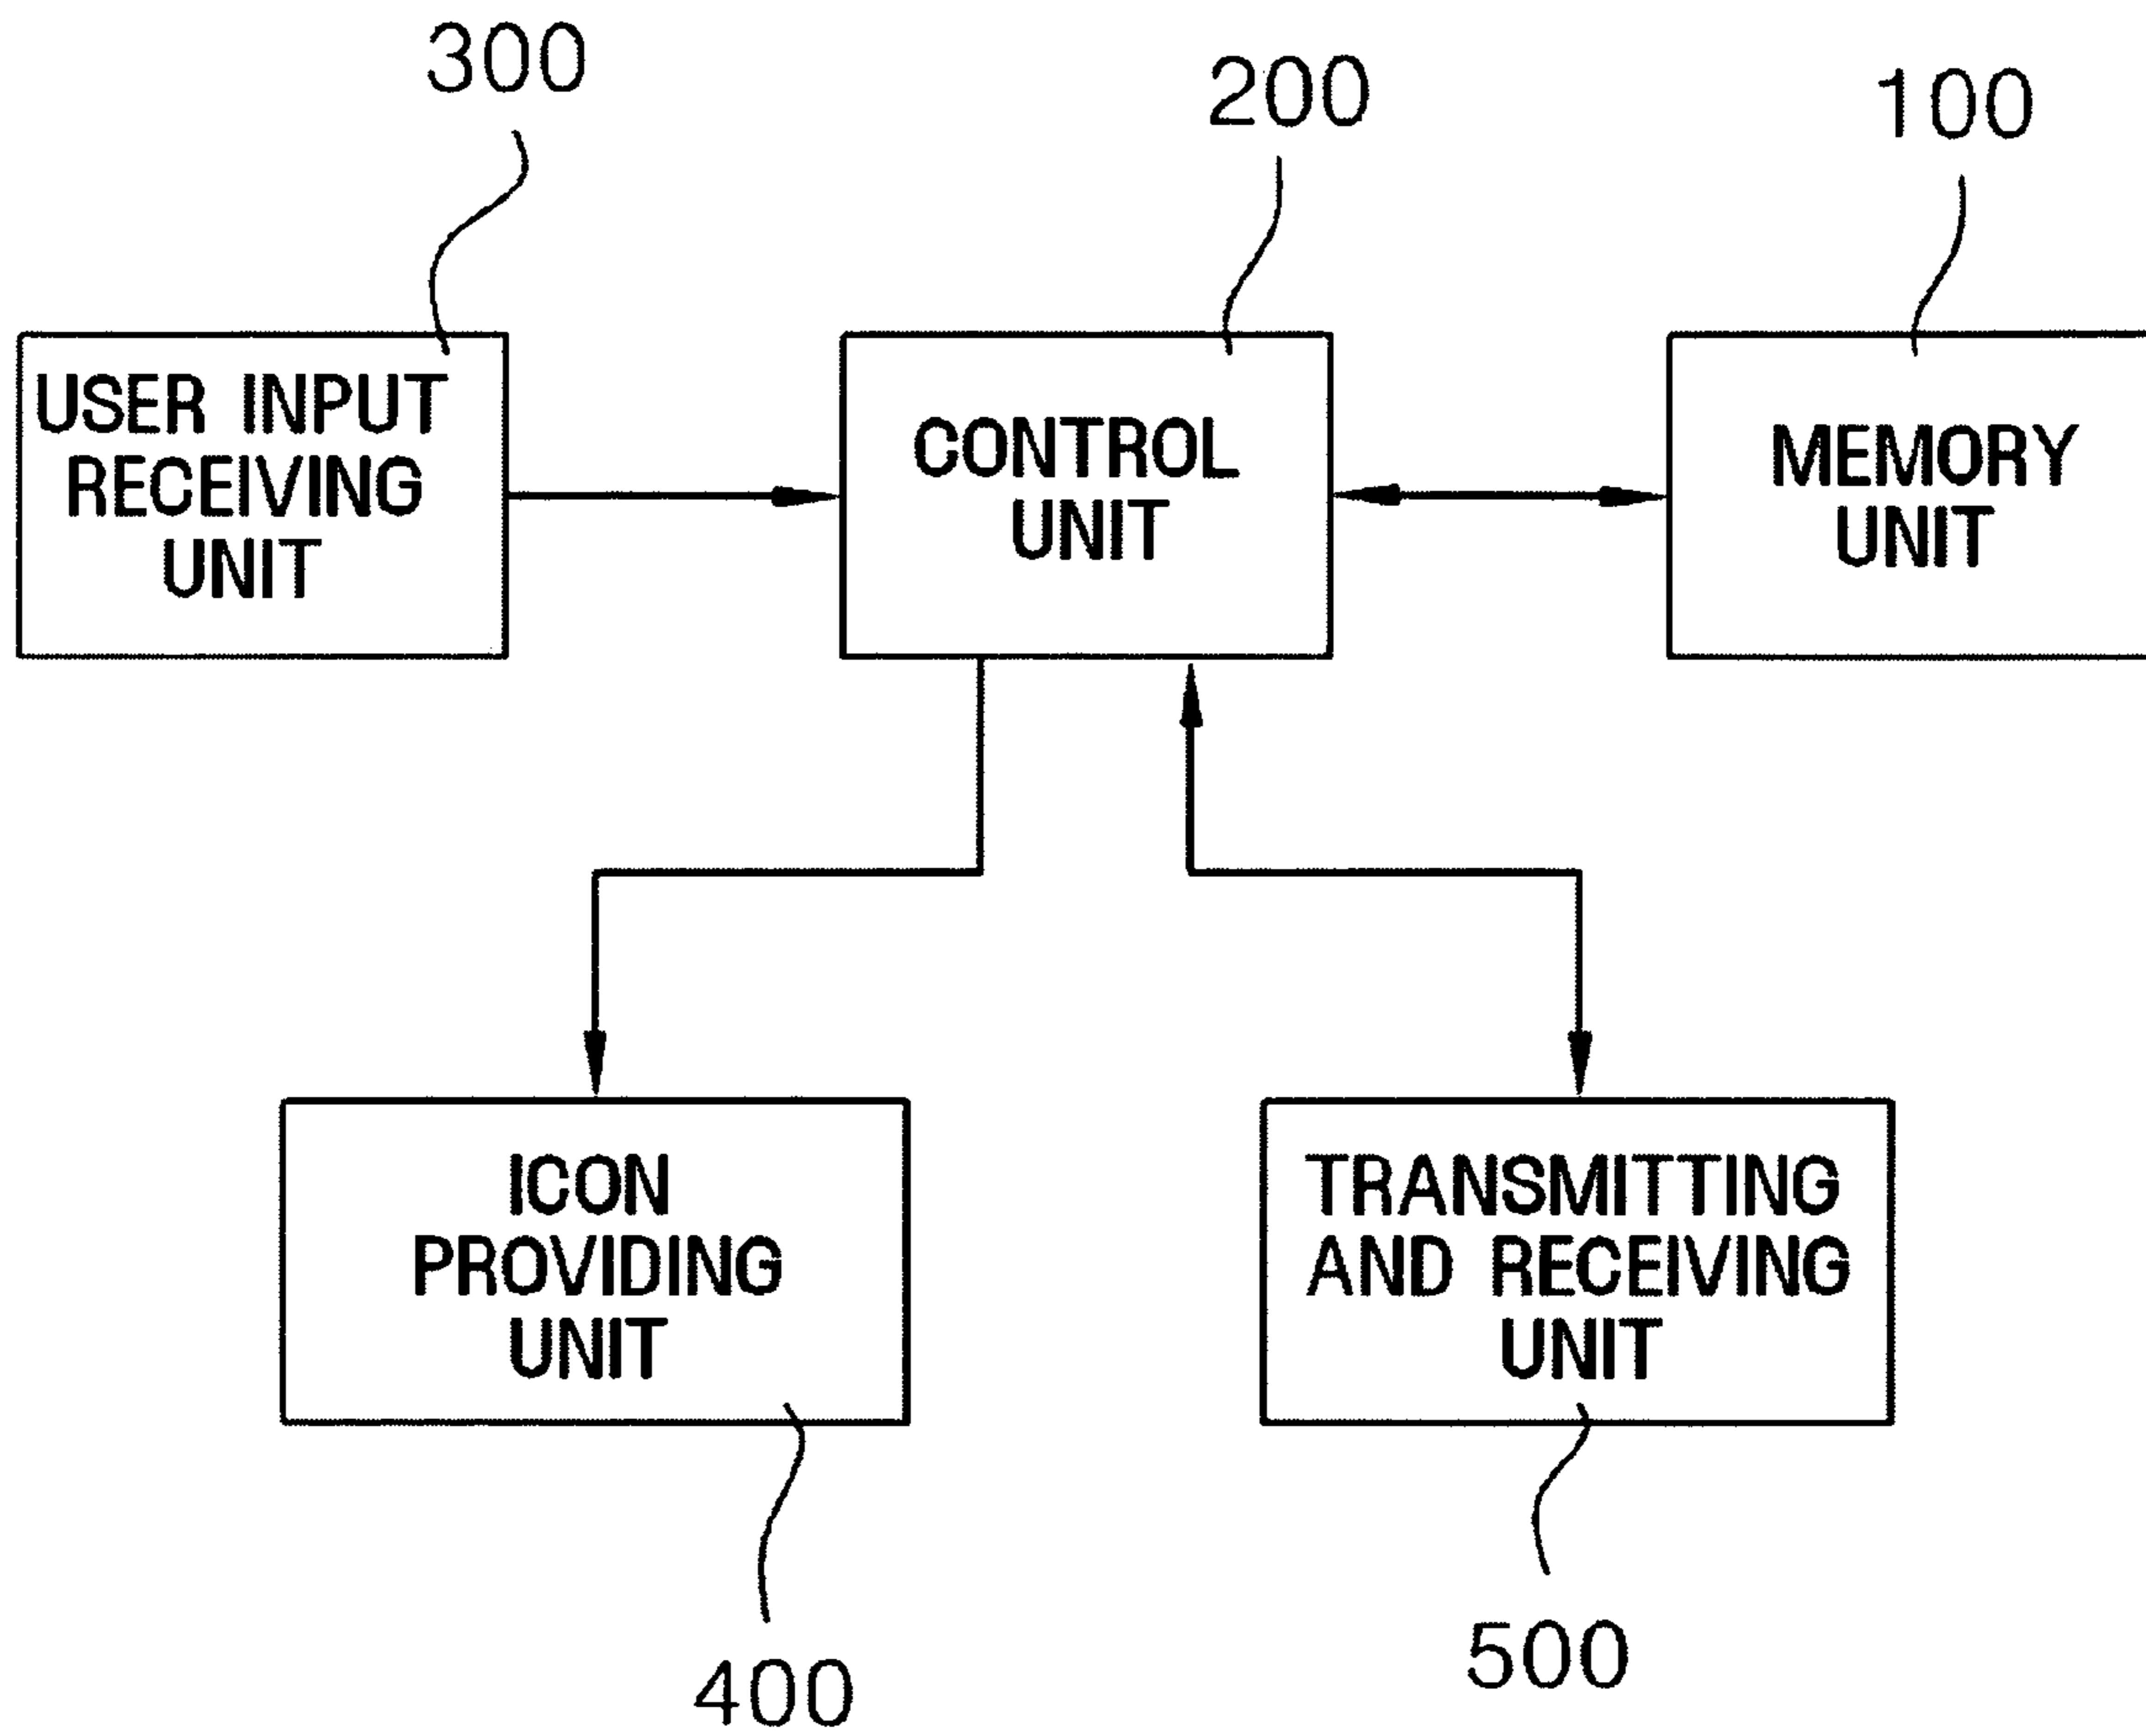 300
200
100
USER INPUT
RECEIVING
UNIT
CONTROL
UNIT
MEMORY
UNIT
ICON
PROVIDING
UNIT
TRANSMITTING
AND RECEIVING
UNIT
400
500